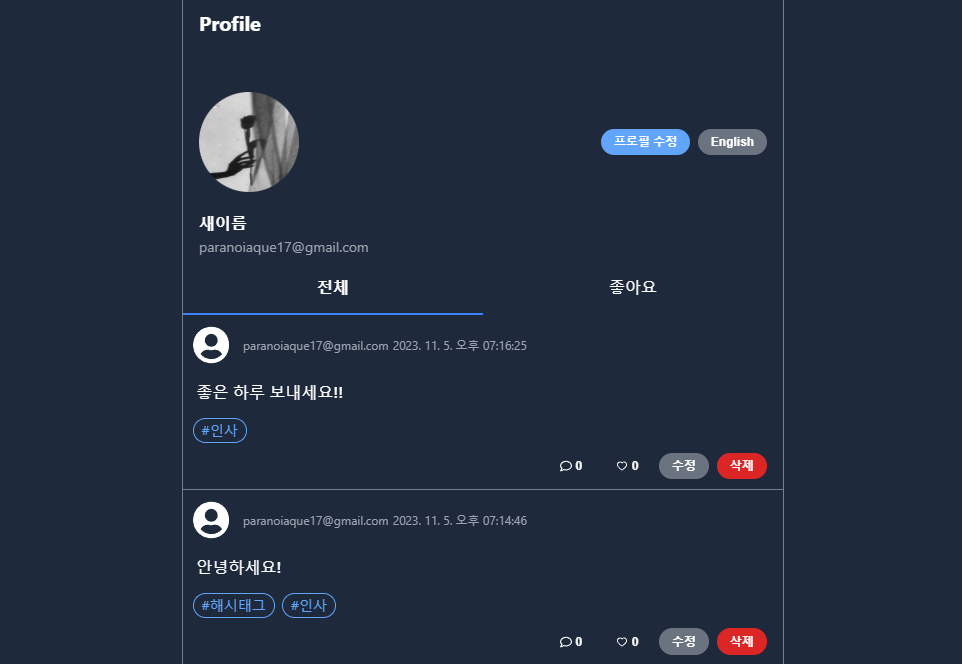 Profile
프로필 수정 English
새이름
paranoiaque17@gmail.com
전체 좋아요
paranoiaque17@gmail.com 2023. 11. 5. 오후 07:16:25
좋은 하루 보내세요!!
#인사
0 0 수정 삭제
paranoiaque17@gmail.com 2023. 11. 5. 오후 07:14:46
안녕하세요!
#해시태그 #인사
0 0 수정 삭제